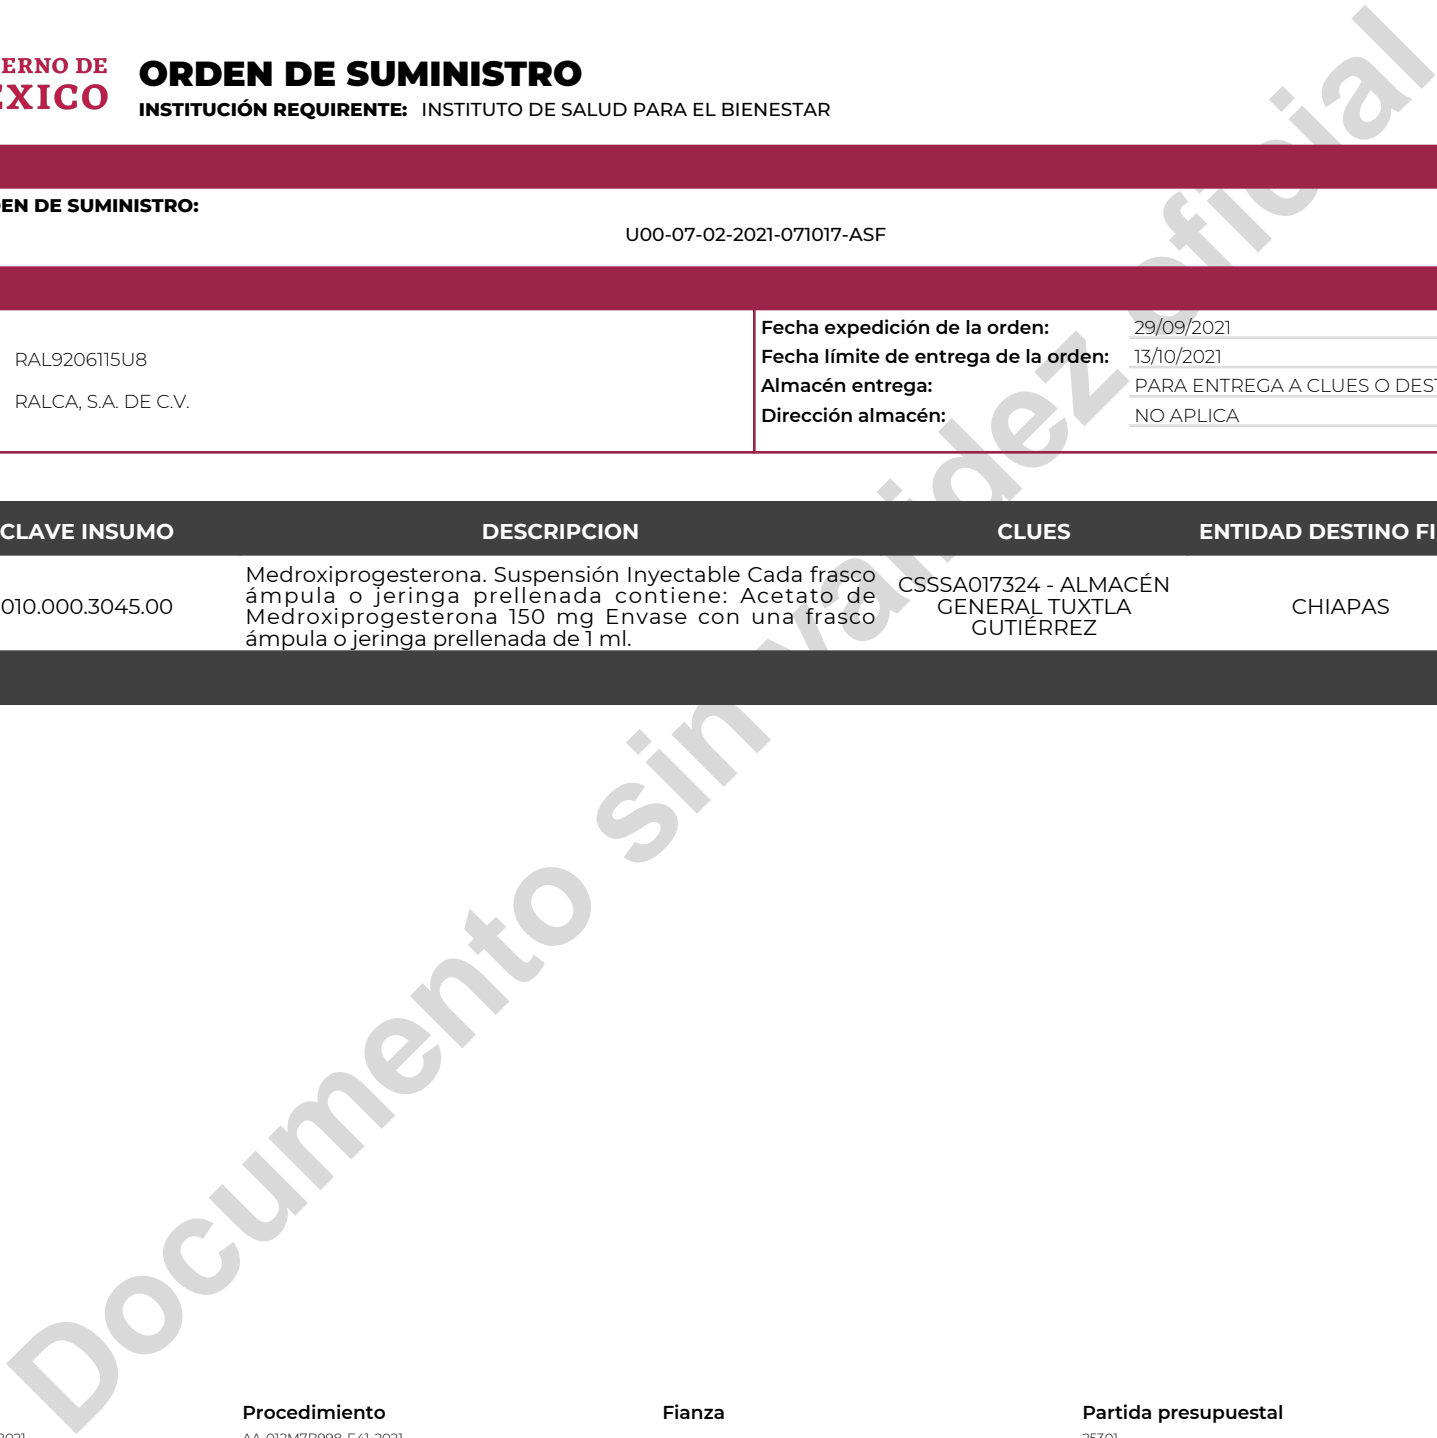 ERNO DE
EXICO
ORDEN DE SUMINISTRO
INSTITUCIÓN REQUIRENTE: INSTITUTO DE SALUD PARA EL BIENESTAR
EN DE SUMINISTRO:
U00-07-02-2021-071017-ASF
RAL9206115U8
RALCA, S.A. DE C.V.
Fecha expedición de la orden: 29/09/2021
Fecha límite de entrega de la orden: 13/10/2021
Almacén entrega: PARA ENTREGA A CLUES O DEST
Dirección almacén: NO APLICA
CLAVE INSUMO DESCRIPCION CLUES ENTIDAD DESTINO FI
010.000.3045.00
Medroxiprogesterona. Suspensión Inyectable Cada frasco
ámpula o jeringa prellenada contiene: Acetato de
Medroxiprogesterona 150 mg Envase con una frasco
ámpula o jeringa prellenada de 1 ml.
CSSSA017324 - ALMACÉN
GENERAL TUXTLA
GUTIÉRREZ
CHIAPAS
Documento sin validez oficial
Procedimiento Fianza Partida presupuestal